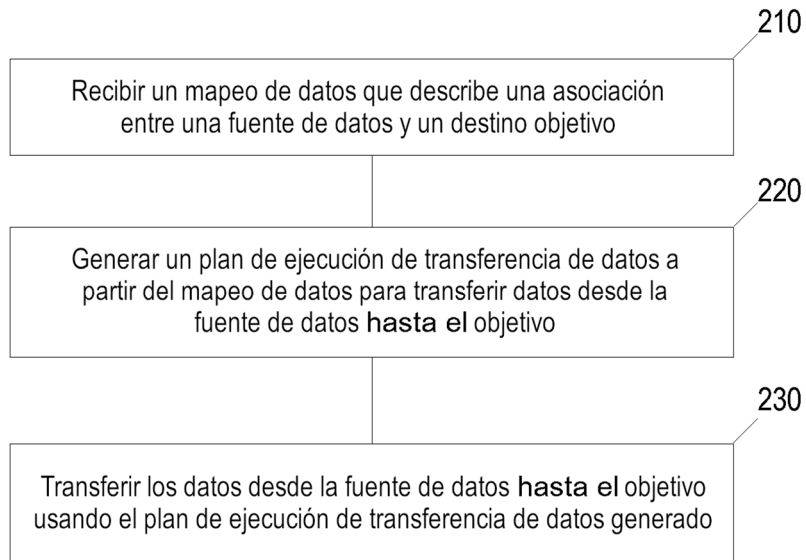 210
Recibir un mapeo de datos que describe una asociación
entre una fuente de datos y un destino objetivo
220
Generar un plan de ejecución de transferencia de datos a
partir del mapeo de datos para transferir datos desde la
fuente de datos hasta el objetivo
230
Transferir los datos desde la fuente de datos hasta el objetivo
usando el plan de ejecución de transferencia de datos generado